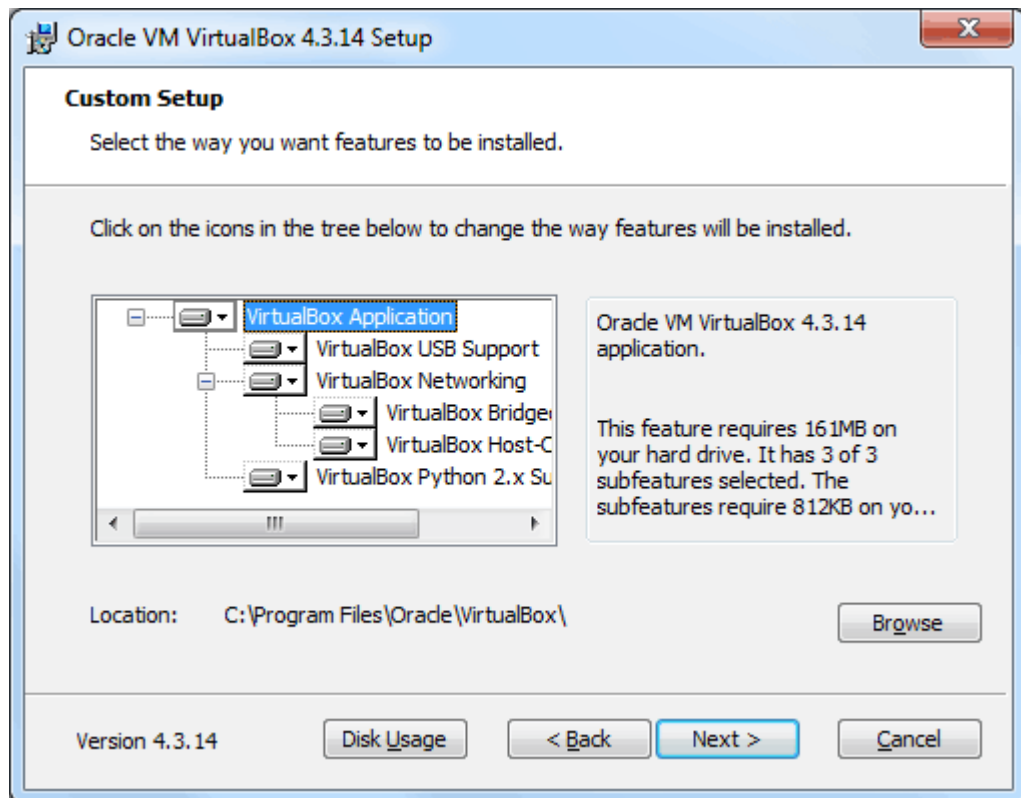 Oracle VM VirtualBox 4.3.14 Setup
Custom Setup
Select the way you want features to be installed.
Click on the icons in the tree below to change the way features will be installed.
VirtualBox Application
VirtualBox USB Support
VirtualBox Networking
VirtualBox Bridge
VirtualBox Host-
VirtualBox Python 2.x Su
Oracle VM VirtualBox 4.3.14
application.
This feature requires 161MB on
your hard drive. It has 3 of 3
subfeatures selected. The
subfeatures require 812KB on yo...
Location: C:\Program Files\Oracle\VirtualBox\
Browse
Version 4.3.14
Disk Usage
< Back
Next >
Cancel